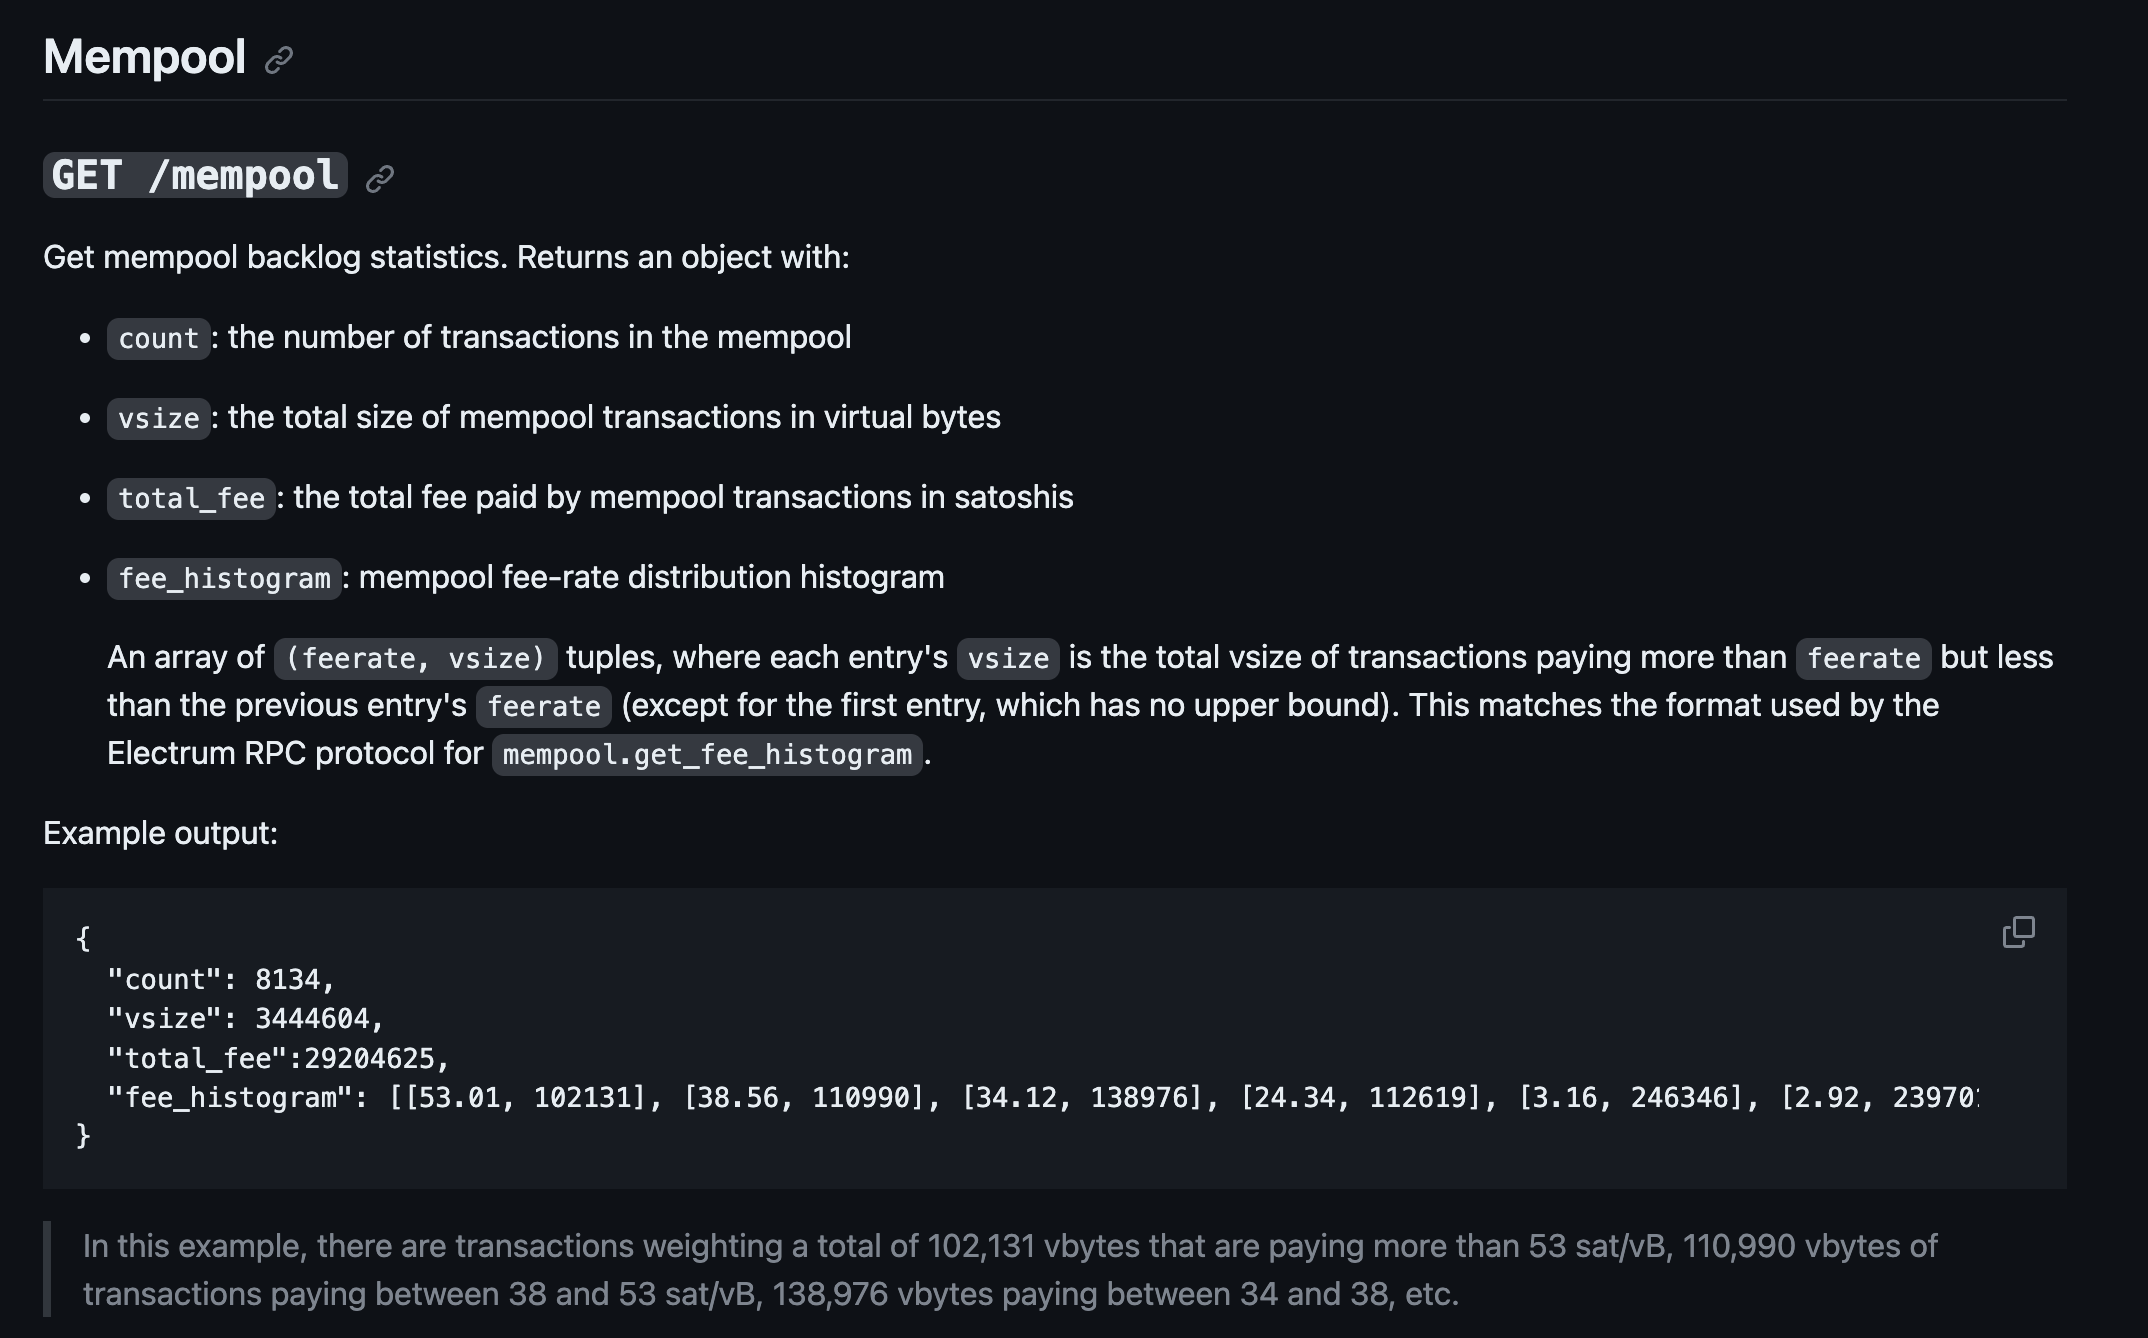 Mempool
GET /mempool
Get mempool backlog statistics. Returns an object with:
• count: the number of transactions in the mempool
• vsize: the total size of mempool transactions in virtual bytes
• total_fee: the total fee paid by mempool transactions in satoshis
• fee_histogram: mempool fee-rate distribution histogram
An array of (feerate, vsize) tuples, where each entry's vsize is the total vsize of transactions paying more than feerate but less
than the previous entry's feerate (except for the first entry, which has no upper bound). This matches the format used by the
Electrum RPC protocol for mempool.get_fee_histogram.
Example output:
{
  "count": 8134,
  "vsize": 3444604,
  "total_fee":29204625,
  "fee_histogram": [[53.01, 102131], [38.56, 110990], [34.12, 138976], [24.34, 112619], [3.16, 246346], [2.92, 23970
}
In this example, there are transactions weighting a total of 102,131 vbytes that are paying more than 53 sat/vB, 110,990 vbytes of
transactions paying between 38 and 53 sat/vB, 138,976 vbytes paying between 34 and 38, etc.